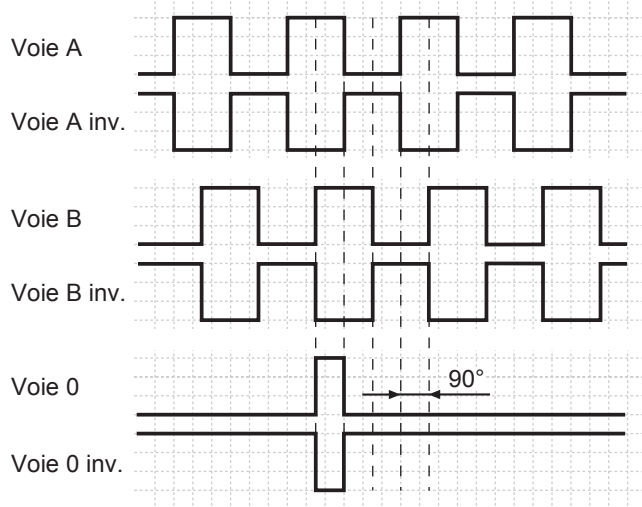 Voie A
Voie A inv.
Voie B
Voie B inv.
Voie 0
90°
Voie 0 inv.